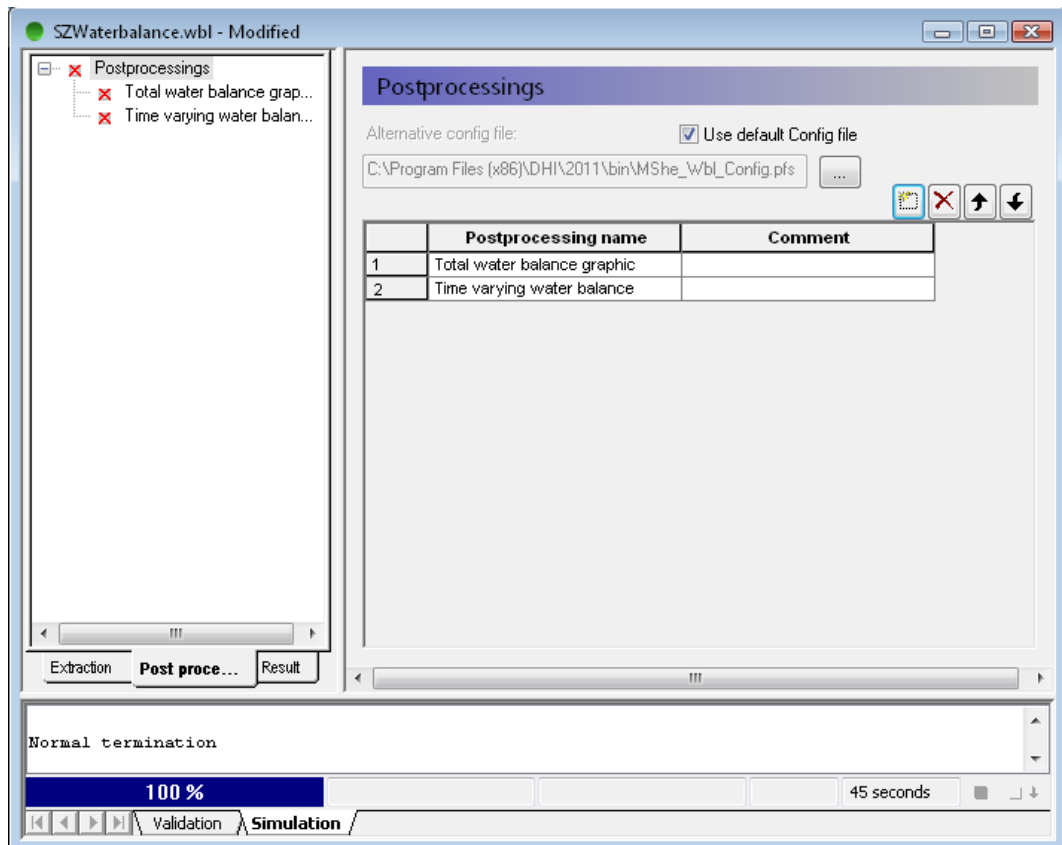 SZWaterbalance.wbl - Modified
Postprocessings
Total water balance grap...
Time varying water balan...
Extraction
Post proce...
Result
Postprocessings
Alternative config file:
Use default Config file
C:\Program Files (x86)\DHI\2011\bin\MShe_Wbl_Config.pfs
...
Postprocessing name Comment
1 Total water balance graphic
2 Time varying water balance
Normal termination
100 %
45 seconds
Validation
Simulation